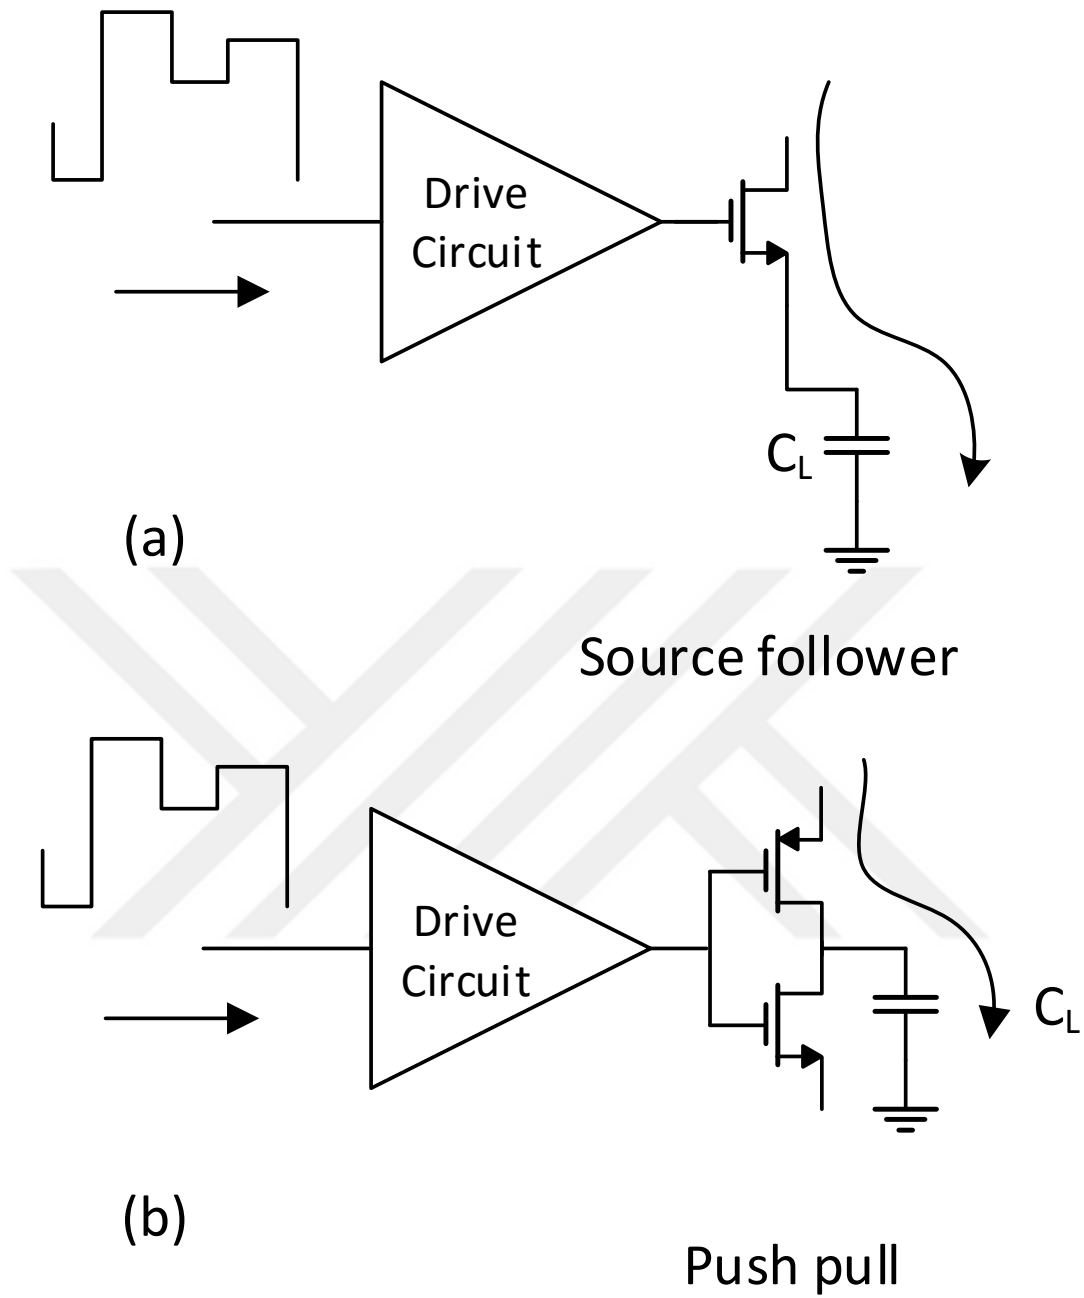 Drive
Circuit
C_L
(a)
Source follower
Drive
Circuit
C_L
(b)
Push pull